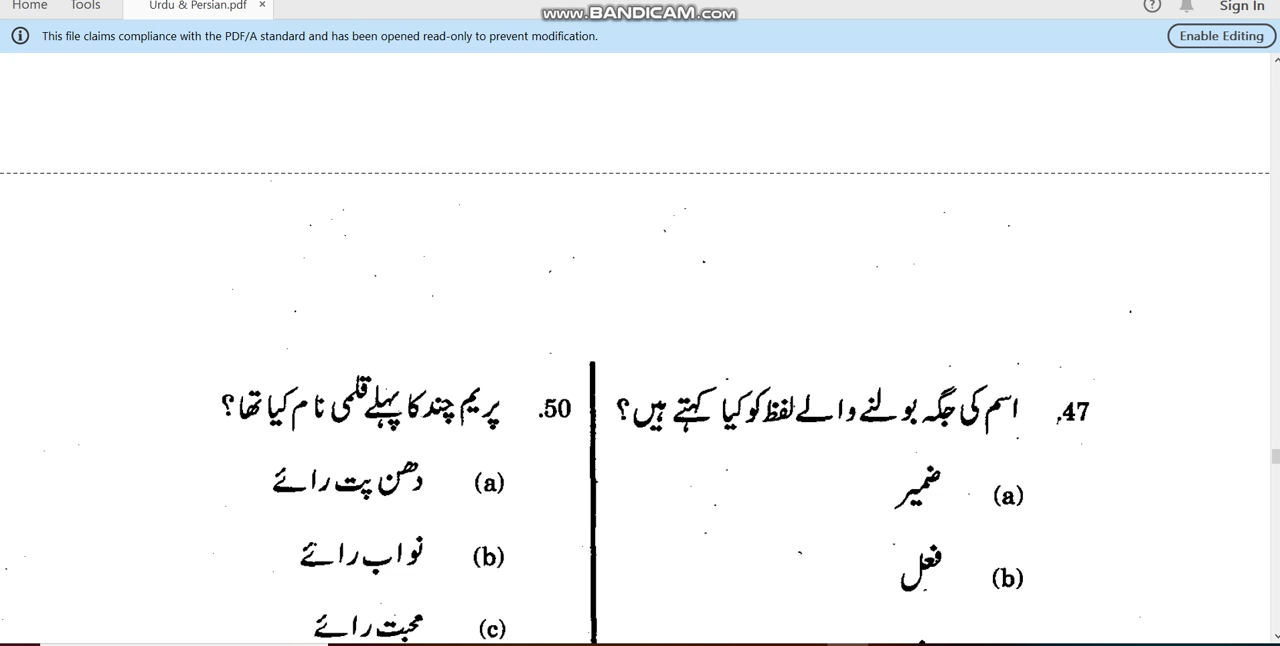 Home Tools Urdu & Persian.pdf × www.BANDICAM.com Sign In
This file claims compliance with the PDF/A standard and has been opened read-only to prevent modification. Enable Editing
47. اسم کی جگہ بولنے والے لفظ کو کیا کہتے ہیں؟
(a) ضمیر
(b) فعل
50. پریم چند کا پہلے قلمی نام کیا تھا؟
(a) دھن پت رائے
(b) نواب رائے
(c) محبت رائے